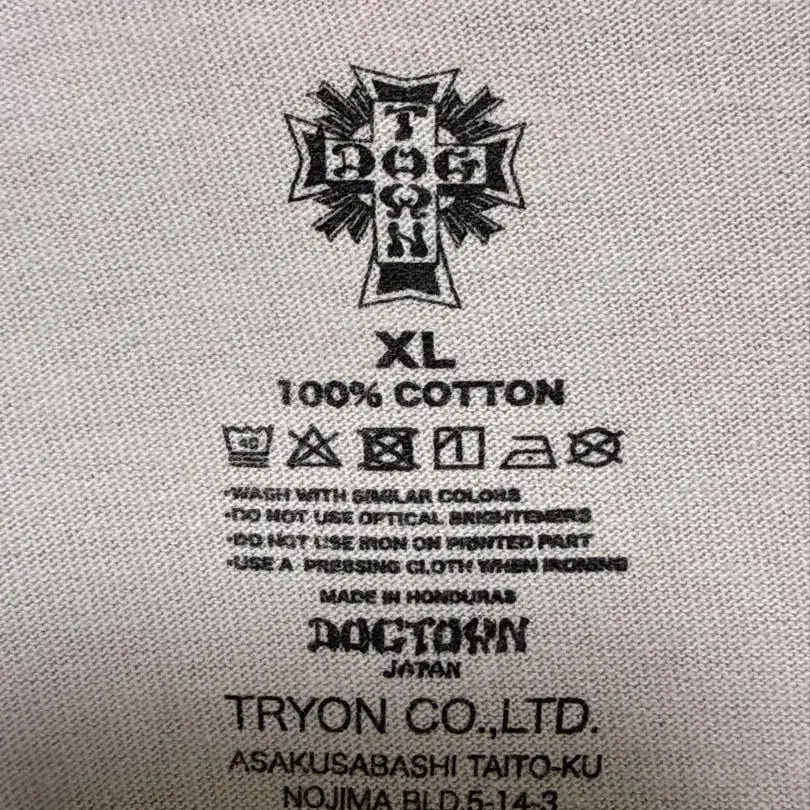 TOWN
DOG
XL
100% COTTON
40
1
•WASH WITH SIMILAR COLORS
•DO NOT USE OPTICAL BRIGHTENERS
•DO NOT USE IRON ON PRINTED PART
•USE A PRESSING CLOTH WHEN IRONING
MADE IN HONDURAS
DOGTOWN
JAPAN
TRYON CO.,LTD.
ASAKUSABASHI TAITO-KU
NOJIMA BLD.5-14-3